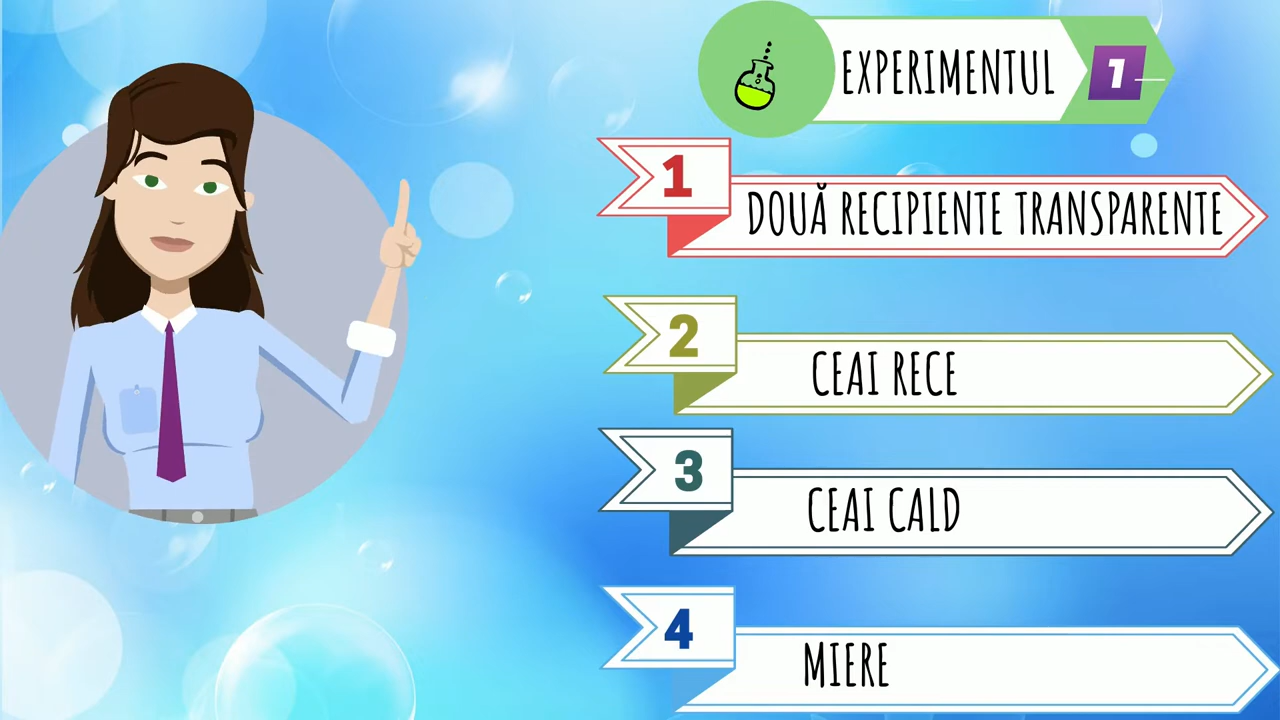 EXPERIMENTUL 1
1
DOUĂ RECIPIENTE TRANSPARENTE
2
CEAI RECE
3
CEAI CALD
4
MIERE